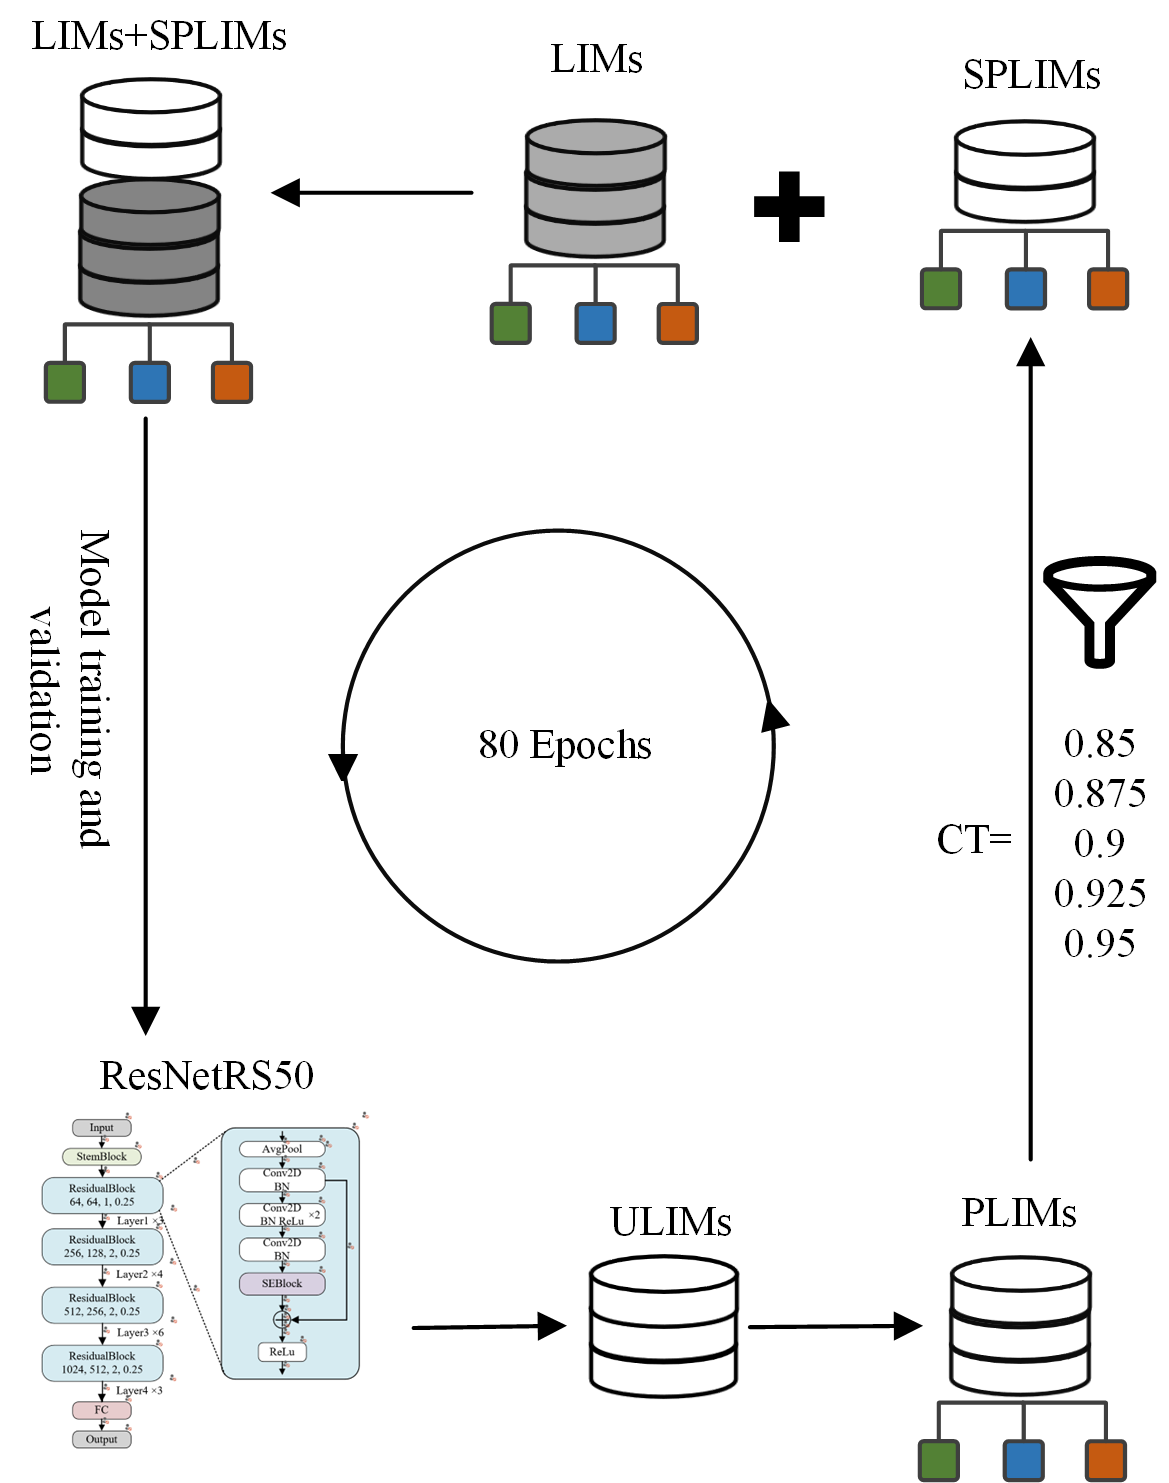 LIMs+SPLIMs
LIMs
SPLIMs
Model training and
validation
80 Epochs
CT=
0.85
0.875
0.9
0.925
0.95
ResNetRS50
Input
StemBlock
ResidualBlock
64, 64, 1, 0.25
Layer1 ×3
ResidualBlock
256, 128, 2, 0.25
Layer2 ×4
ResidualBlock
512, 256, 2, 0.25
Layer3 ×6
ResidualBlock
1024, 512, 2, 0.25
Layer4 ×3
FC
Output
AvgPool
Conv2D
BN
Conv2D
BN ReLu ×2
Conv2D
BN
SEBlock
ReLu
ULIMs
PLIMs